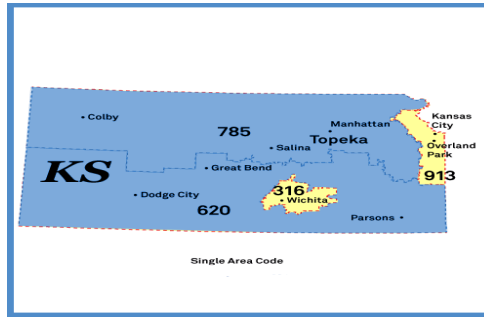 Colby
785
Manhattan
Topeka
Salina
Kansas
City
Overland
Park
913
KS
Great Bend
Dodge City
316
Wichita
620
Parsons
Single Area Code